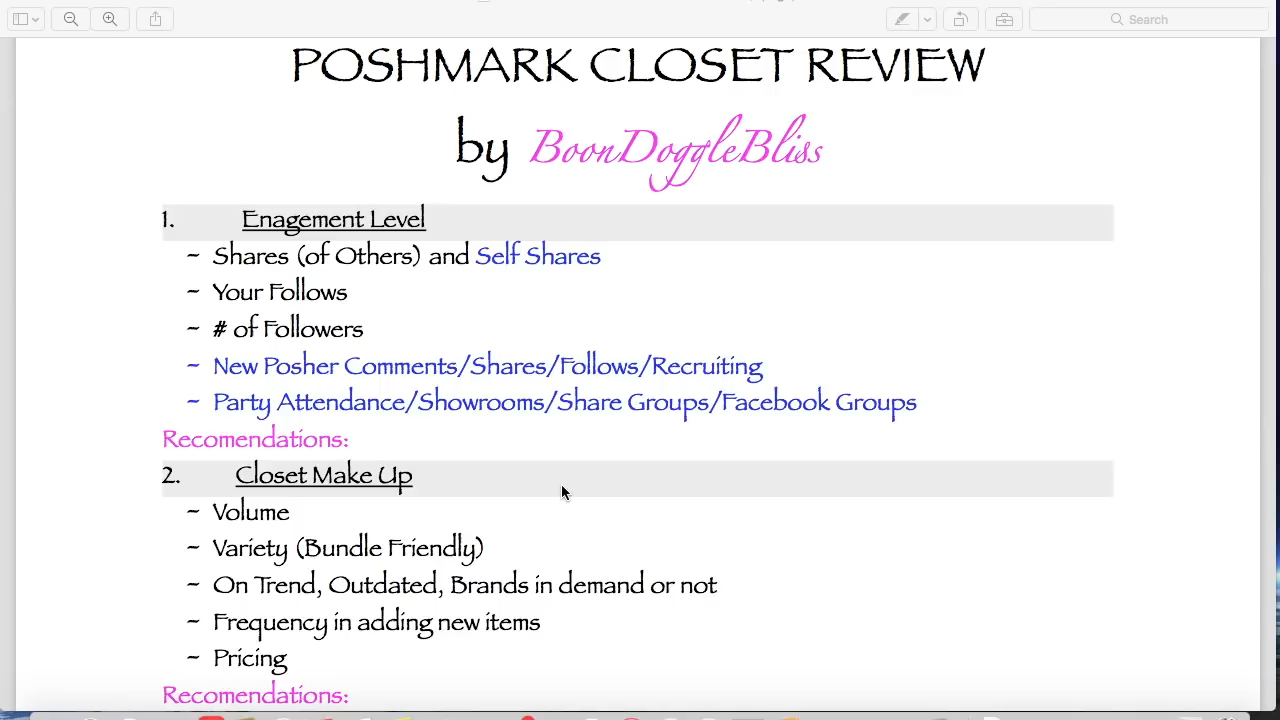 Search
POSHMARK CLOSET REVIEW
by BoonDoggleBliss
1. Enagement Level
- Shares (of Others) and Self Shares
- Your Follows
- # of Followers
- New Posher Comments/Shares/Follows/Recruiting
- Party Attendance/Showrooms/Share Groups/Facebook Groups
Recomendations:
2. Closet Make Up
- Volume
- Variety (Bundle Friendly)
- On Trend, Outdated, Brands in demand or not
- Frequency in adding new items
- Pricing
Recomendations: